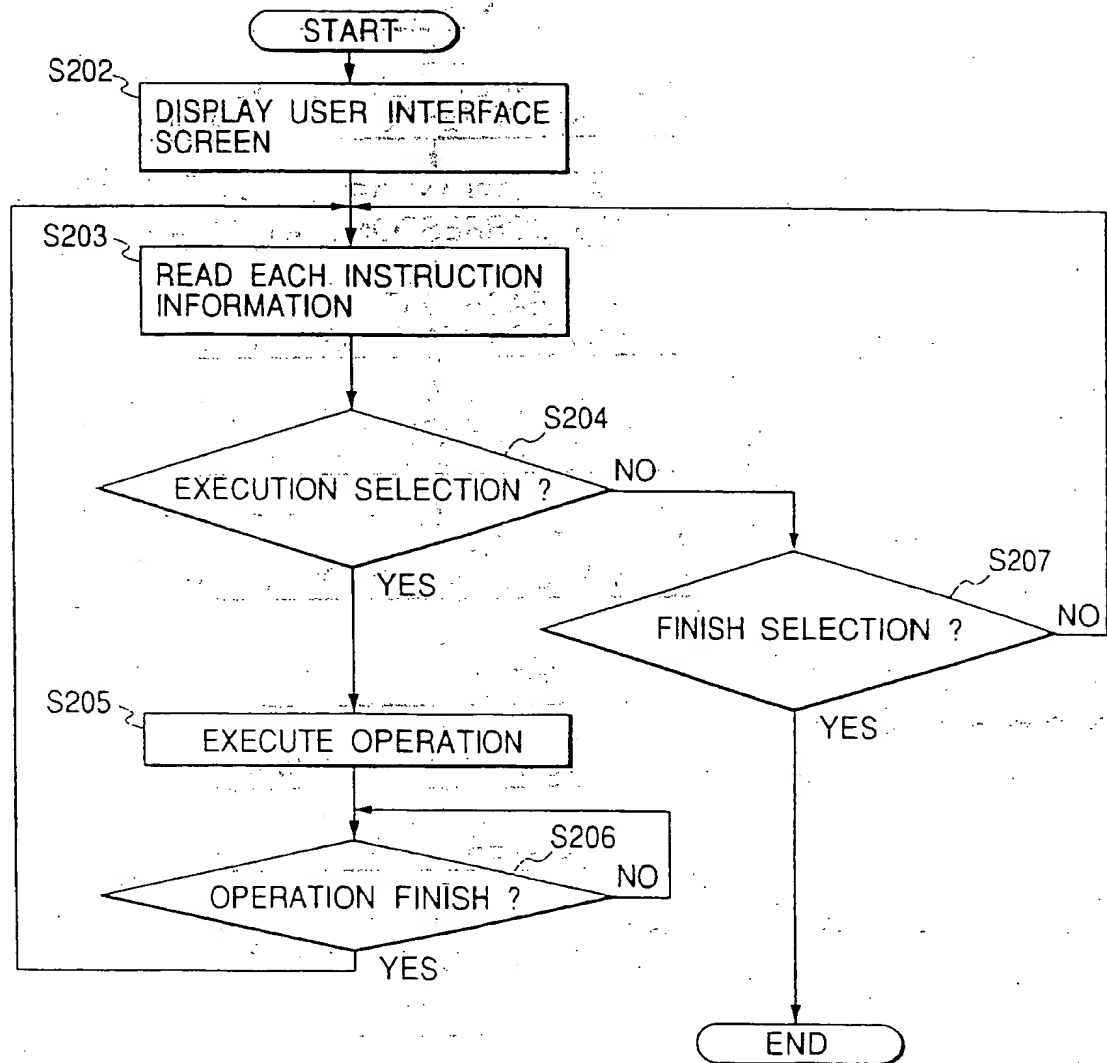 START
S202
DISPLAY USER INTERFACE
SCREEN
S203
READ EACH INSTRUCTION
INFORMATION
S204
EXECUTION SELECTION ?
NO
YES
S207
FINISH SELECTION ?
NO
YES
S205
EXECUTE OPERATION
S206
OPERATION FINISH ?
NO
YES
END